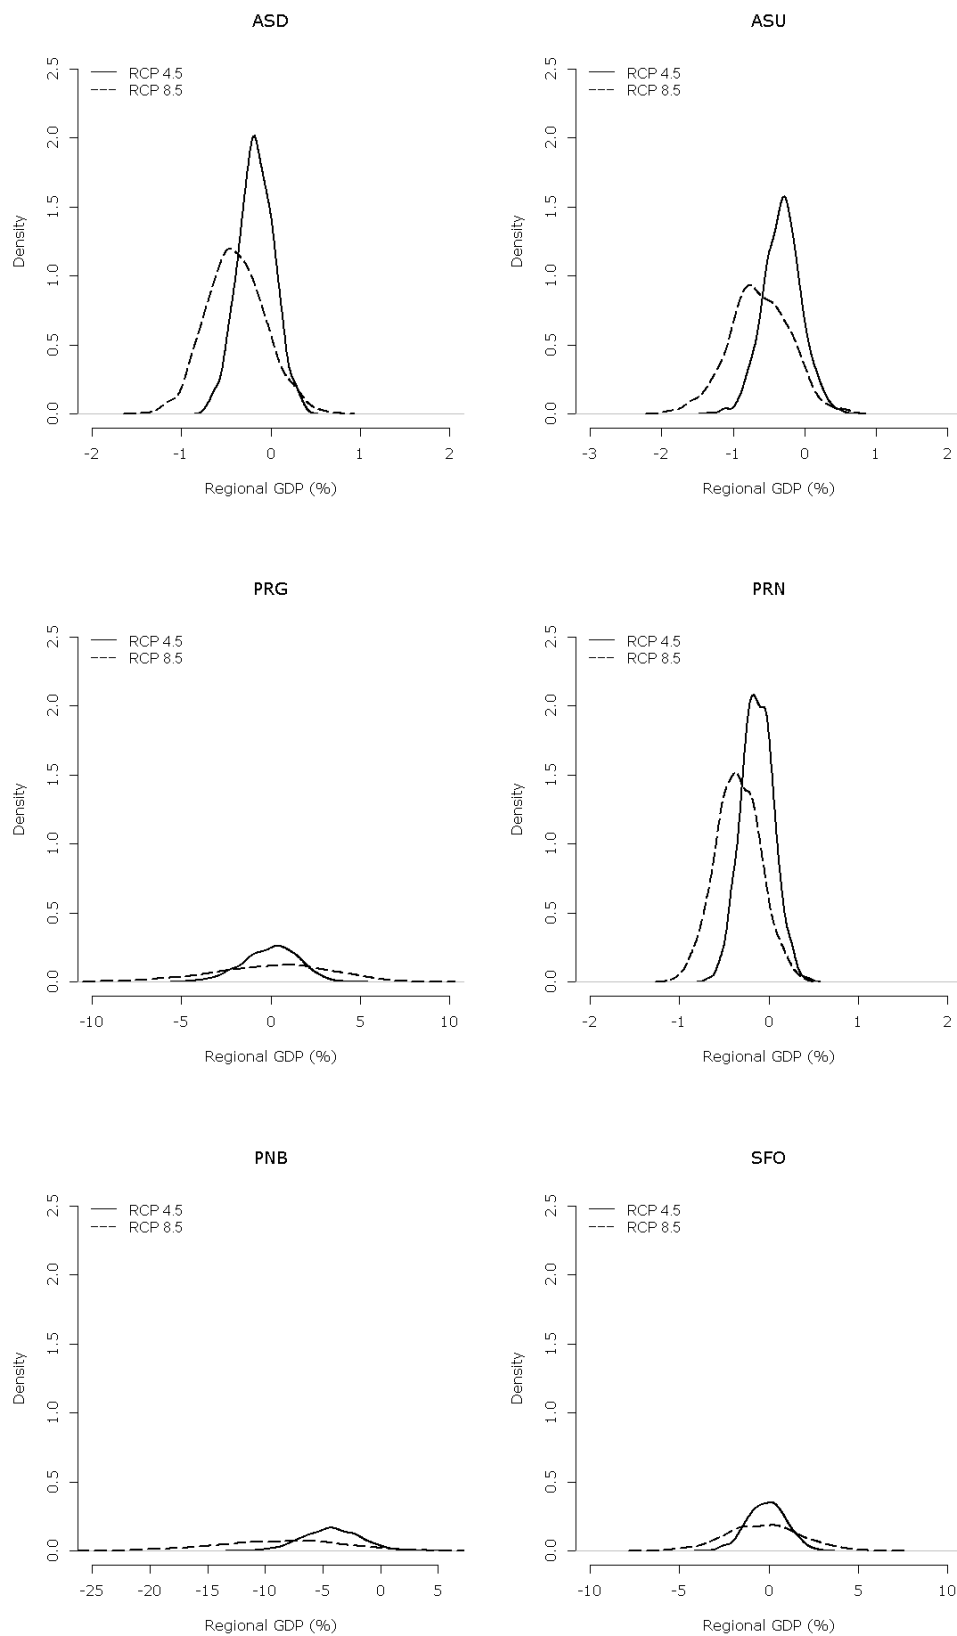 ASD
RCP 4.5
RCP 8.5
Density
0.0 0.5 1.0 1.5 2.0 2.5
-2 -1 0 1 2
Regional GDP (%)
ASU
RCP 4.5
RCP 8.5
Density
0.0 0.5 1.0 1.5 2.0 2.5
-3 -2 -1 0 1 2
Regional GDP (%)
PRG
RCP 4.5
RCP 8.5
Density
0.0 0.5 1.0 1.5 2.0 2.5
-10 -5 0 5 10
Regional GDP (%)
PRN
RCP 4.5
RCP 8.5
Density
0.0 0.5 1.0 1.5 2.0 2.5
-2 -1 0 1 2
Regional GDP (%)
PNB
RCP 4.5
RCP 8.5
Density
0.0 0.5 1.0 1.5 2.0 2.5
-25 -20 -15 -10 -5 0 5
Regional GDP (%)
SFO
RCP 4.5
RCP 8.5
Density
0.0 0.5 1.0 1.5 2.0 2.5
-10 -5 0 5 10
Regional GDP (%)